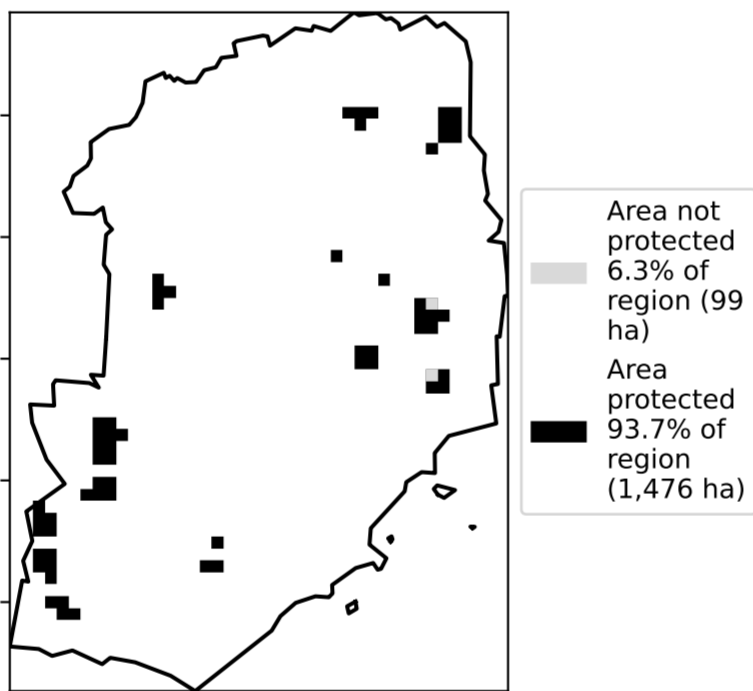 Area not
protected
6.3% of
region (99
ha)
Area
protected
93.7% of
region
(1,476 ha)